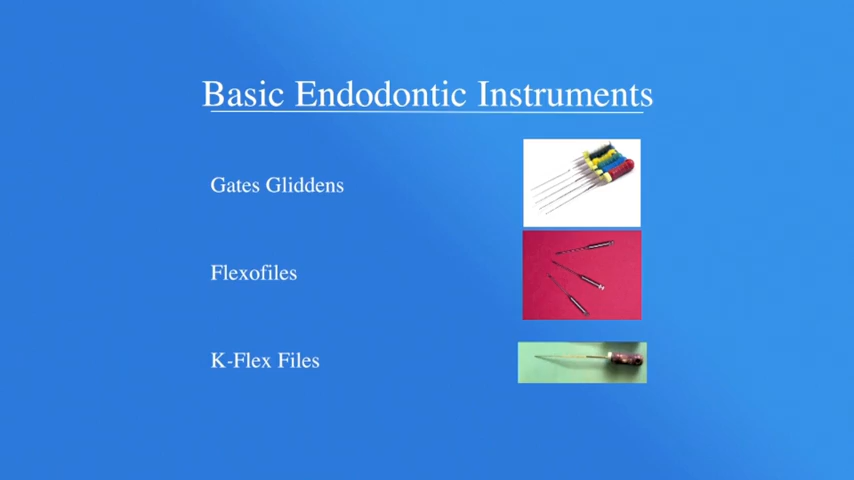 Basic Endodontic Instruments
Gates Gliddens
Flexofiles
K-Flex Files